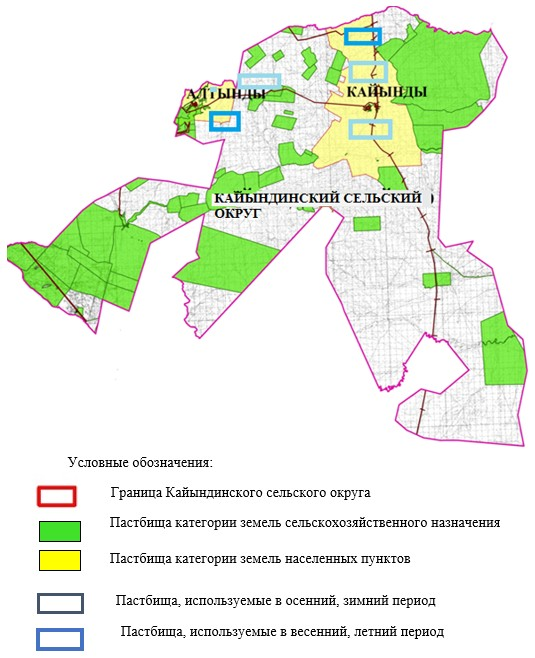 АЛТЫНДЫ
КАЙЫНДЫ
КАЙЫНДИНСКИЙ СЕЛЬСКИЙ
ОКРУГ
Условные обозначения:
Граница Кайындинского сельского округа
Пастбища категории земель сельскохозяйственного назначения
Пастбища категории земель населенных пунктов
Пастбища, используемые в осенний, зимний период
Пастбища, используемые в весенний, летний период